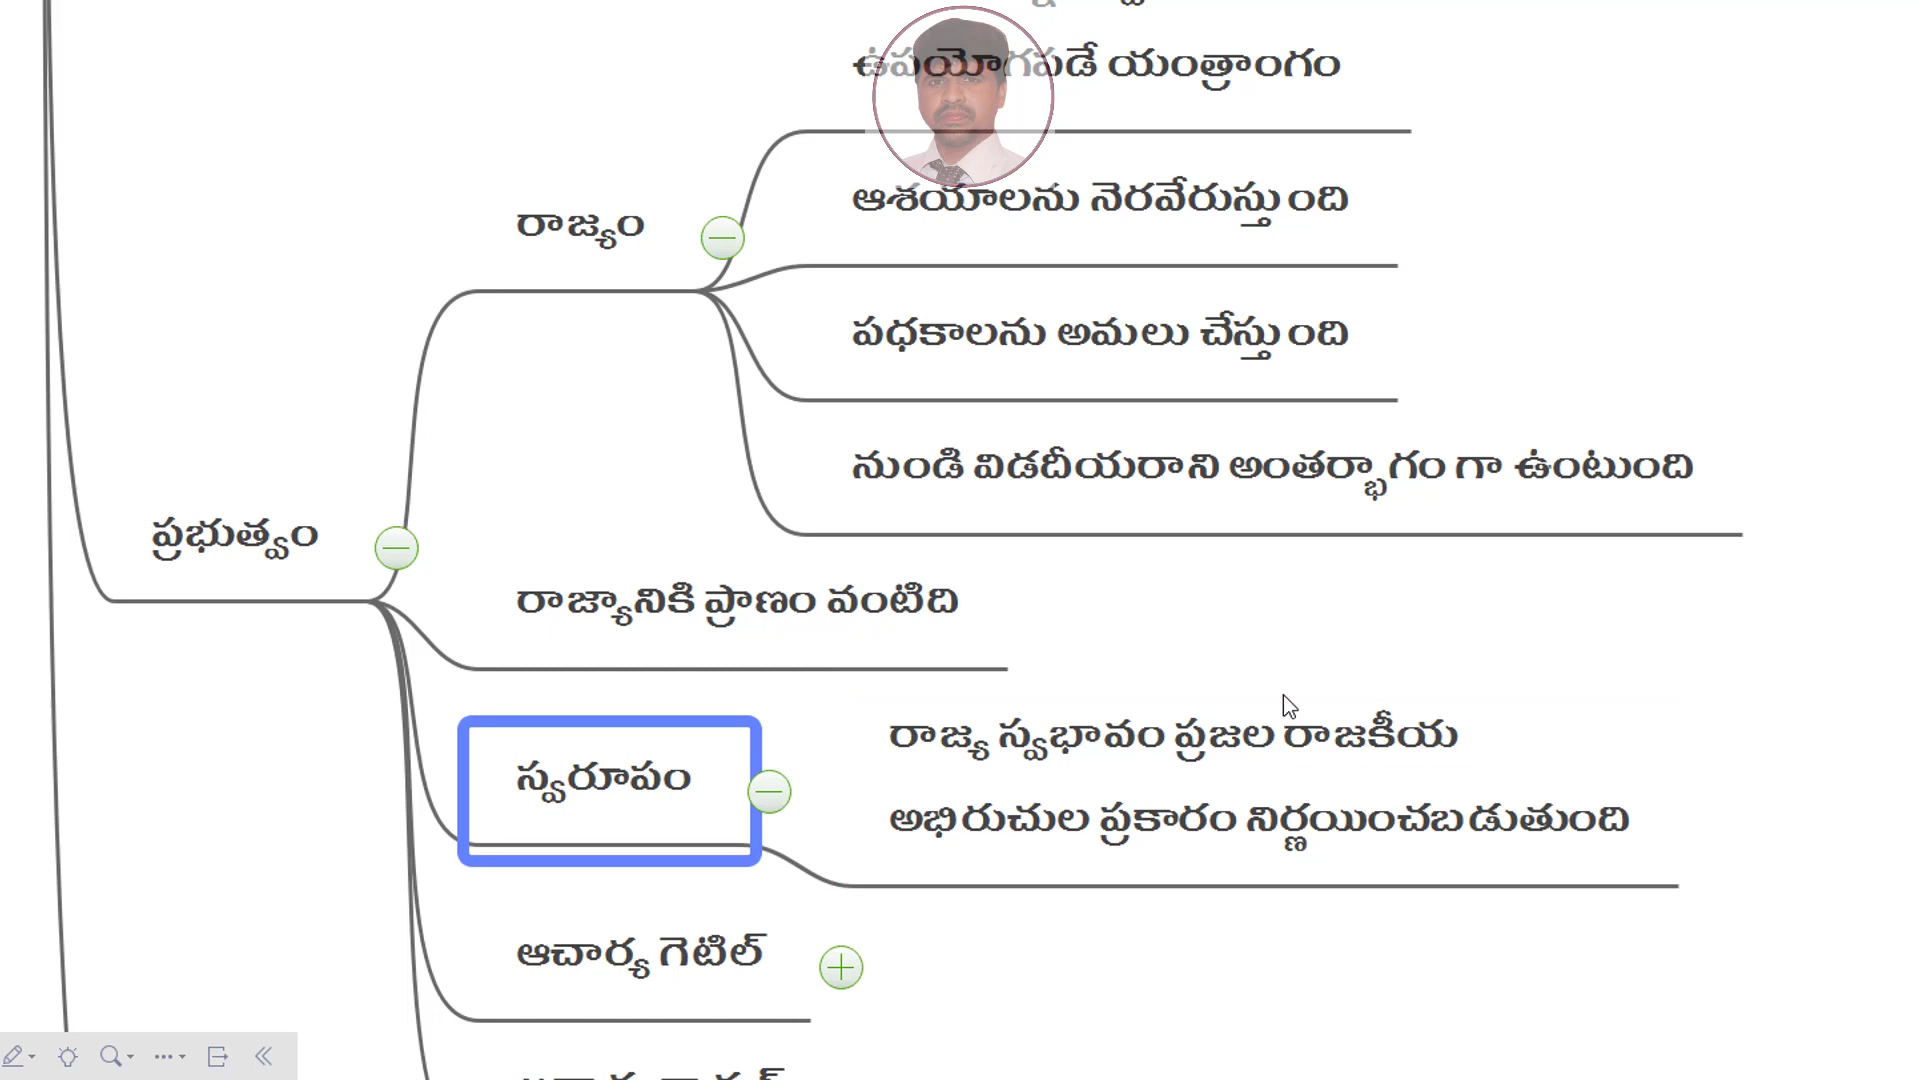 ఉపయోగపడే యంత్రాంగం
ఆశయాలను నెరవేరుస్తుంది
రాజ్యం
పధకాలను అమలు చేస్తుంది
నుండి విడదీయరాని అంతర్భాగం గా ఉంటుంది
ప్రభుత్వం
రాజ్యానికి ప్రాణం వంటిది
రాజ్య స్వభావం ప్రజల రాజకీయ
స్వరూపం
అభిరుచుల ప్రకారం నిర్ణయించబడుతుంది
ఆచార్య గెటిల్